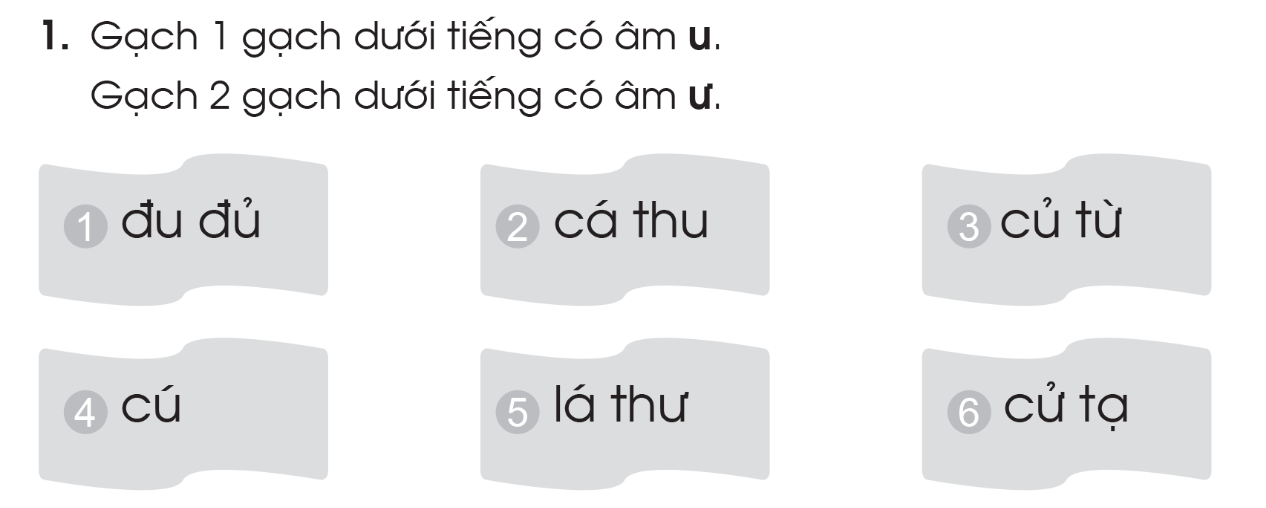 1. Gạch 1 gạch dưới tiếng có âm u.
Gạch 2 gạch dưới tiếng có âm ư.
1 đu đủ
2 cá thu
3 củ từ
4 cú
5 lá thư
6 cử tạ